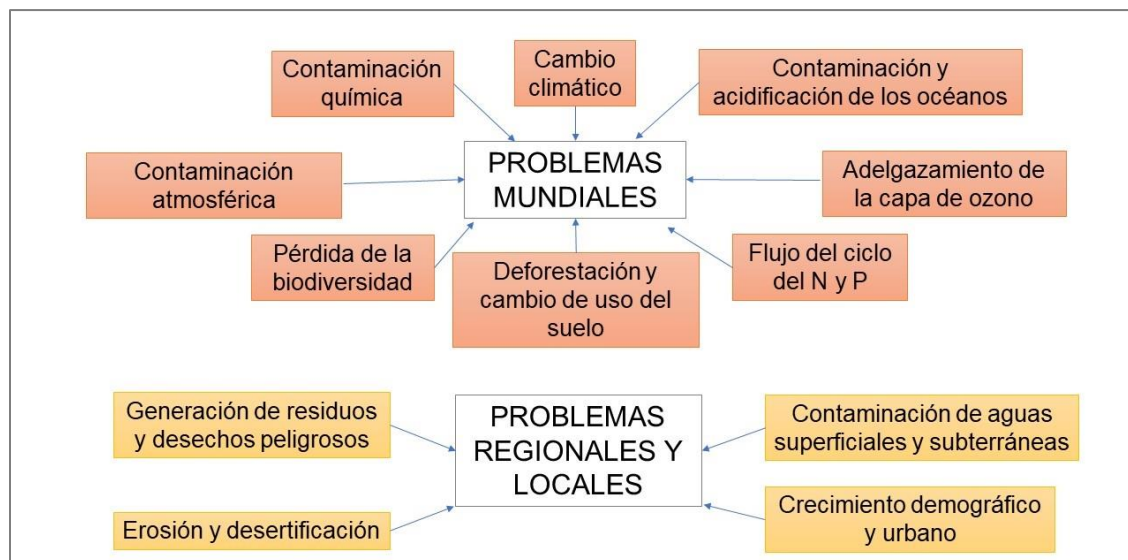 Contaminación
química
Cambio
climático
Contaminación y
acidificación de los océanos
Contaminación
atmosférica
PROBLEMAS
MUNDIALES
Adelgazamiento de
la capa de ozono
Pérdida de la
biodiversidad
Deforestación y
cambio de uso del
suelo
Flujo del ciclo
del N y P
Generación de residuos
y desechos peligrosos
PROBLEMAS
REGIONALES Y
LOCALES
Contaminación de aguas
superficiales y subterráneas
Erosión y desertificación
Crecimiento demográfico
y urbano